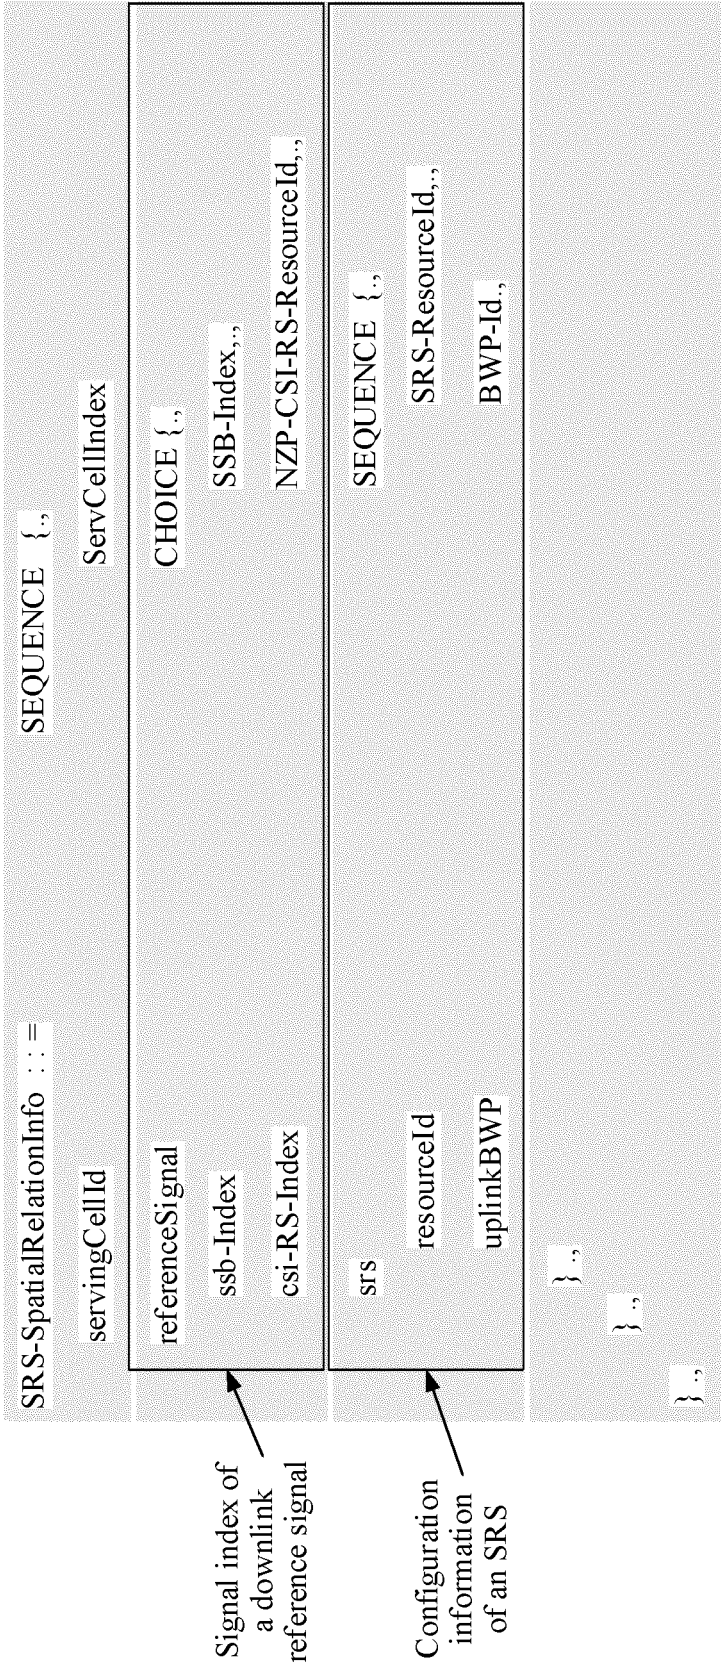 SRS-SpatialRelationInfo : : = SEQUENCE {.,
servingCellId ServCellIndex
referenceSignal CHOICE {.,
ssb-Index SSB-Index,.,
csi-RS-Index NZP-CSI-RS-ResourceId,.,
srs SEQUENCE {.,
resourceId SRS-ResourceId,.,
uplinkBWP BWP-Id.,
} .,
} .,
} .,
Signal index of
a downlink
reference signal
Configuration
information
of an SRS